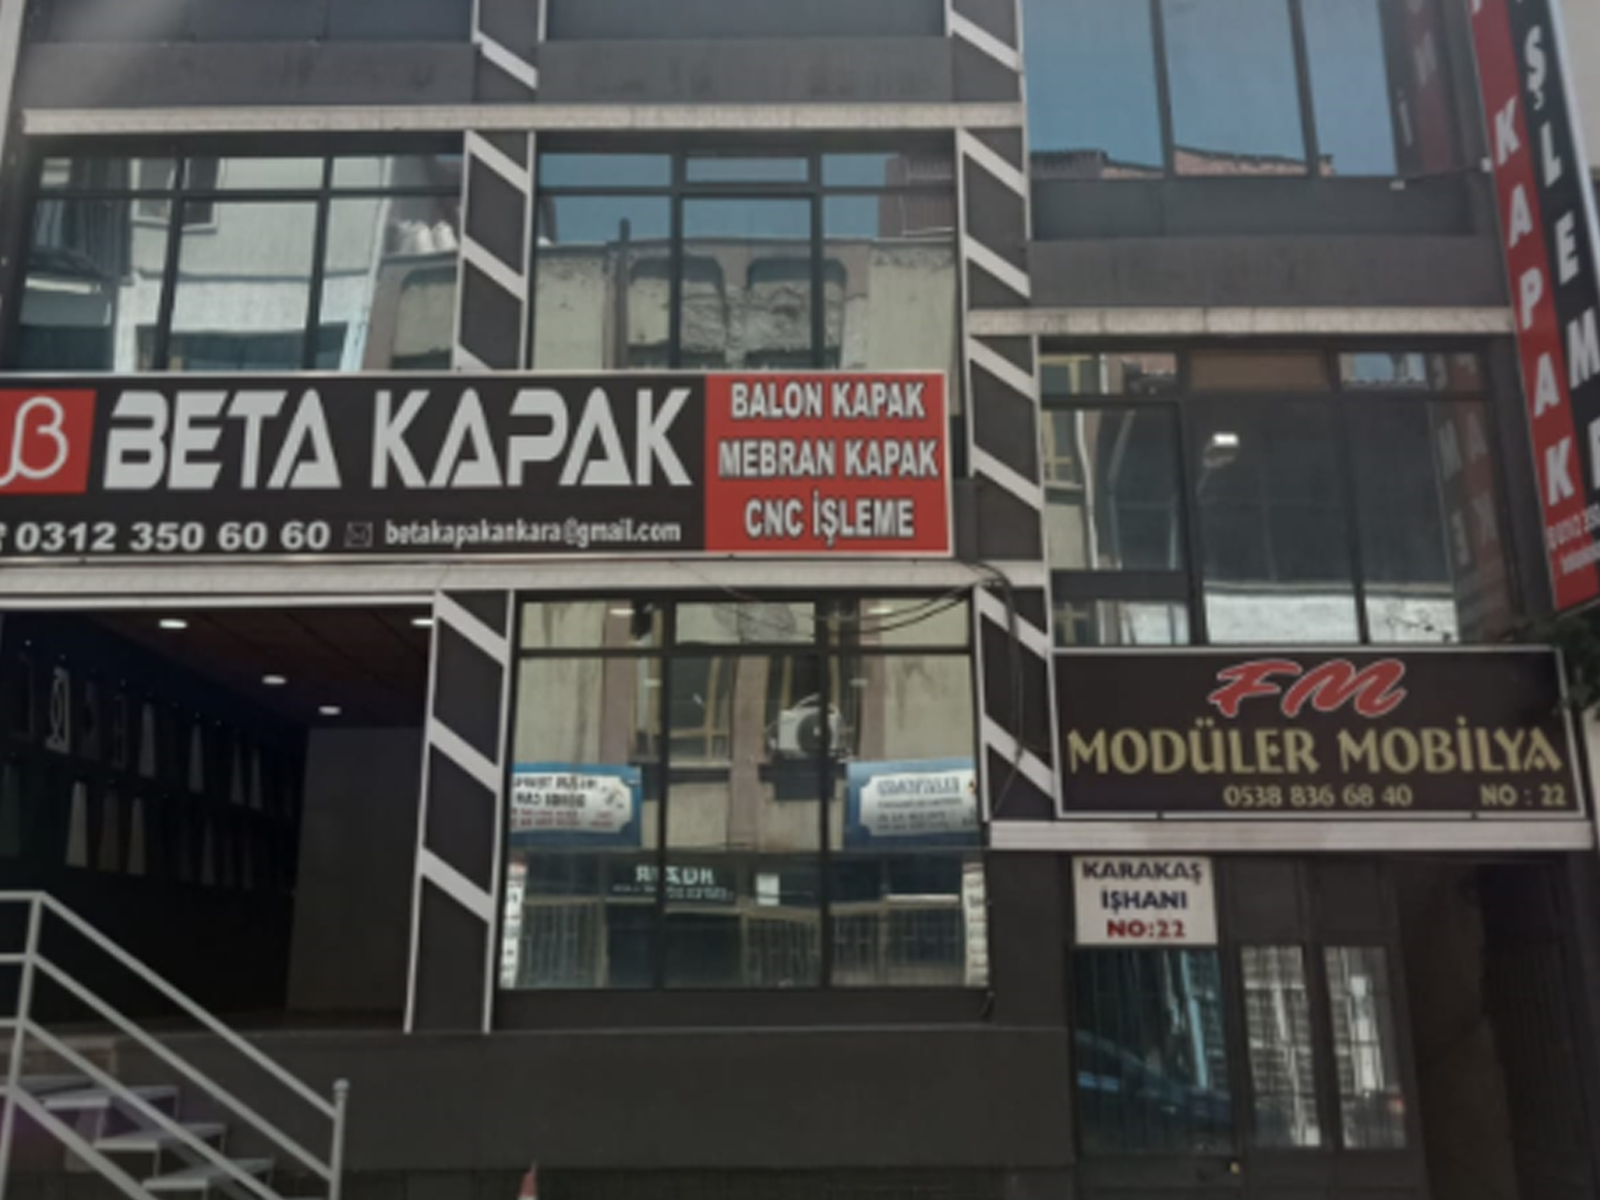 BETA KAPAK
0312 350 60 60 betakapakankara@gmail.com
BALON KAPAK
MEBRAN KAPAK
CNC İŞLEME
FM
MODÜLER MOBİLYA
0538 836 68 40 NO : 22
KARAKAŞ
İŞHANI
NO:22
KAPAK
İŞLEME